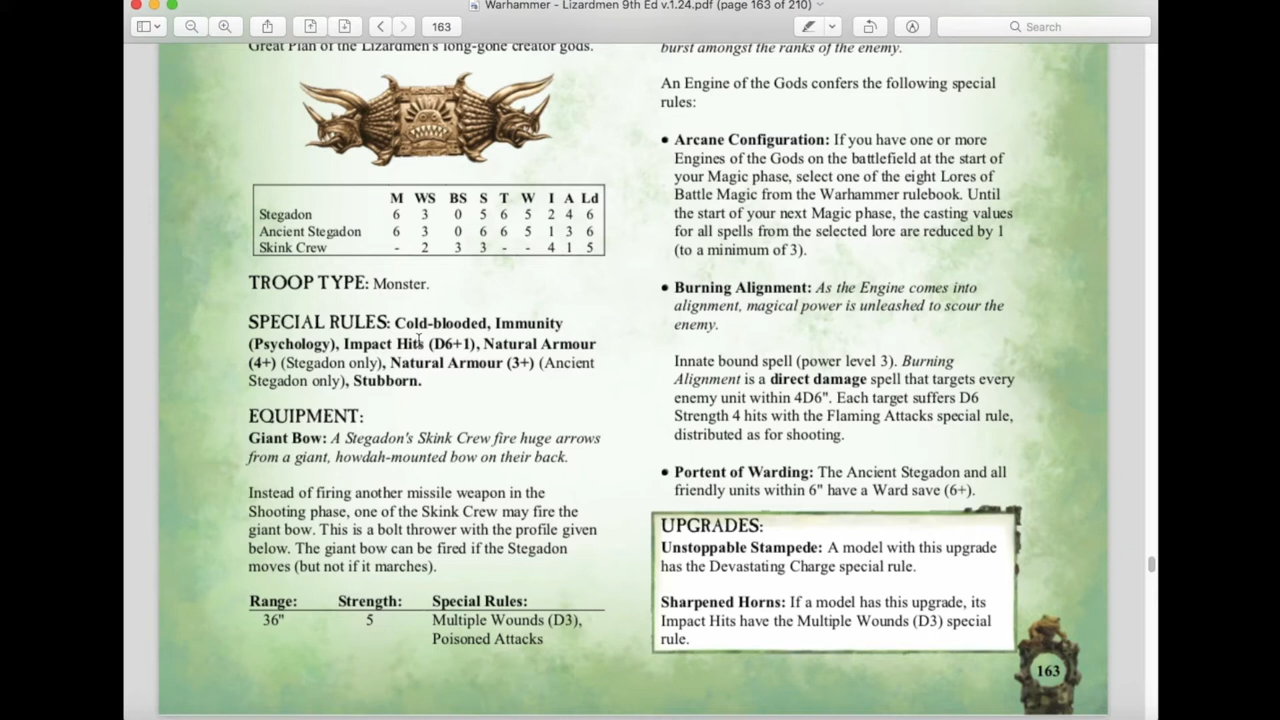 Warhammer - Lizardmen 9th Ed v.1.24.pdf (page 163 of 210)
163
Search
Great Plan of the Lizardmen's long-gone creator gods.
M WS BS S T W I A Ld
Stegadon 6 3 0 5 6 5 2 4 6
Ancient Stegadon 6 3 0 6 6 5 1 3 6
Skink Crew - 2 3 3 - - 4 1 5
TROOP TYPE: Monster.
SPECIAL RULES: Cold-blooded, Immunity
(Psychology), Impact Hits (D6+1), Natural Armour
(4+) (Stegadon only), Natural Armour (3+) (Ancient
Stegadon only), Stubborn.
EQUIPMENT:
Giant Bow: A Stegadon's Skink Crew fire huge arrows
from a giant, howdah-mounted bow on their back.
Instead of firing another missile weapon in the
Shooting phase, one of the Skink Crew may fire the
giant bow. This is a bolt thrower with the profile given
below. The giant bow can be fired if the Stegadon
moves (but not if it marches).
Range: Strength: Special Rules:
36" 5 Multiple Wounds (D3),
Poisoned Attacks
burst amongst the ranks of the enemy.
An Engine of the Gods confers the following special
rules:
• Arcane Configuration: If you have one or more
Engines of the Gods on the battlefield at the start of
your Magic phase, select one of the eight Lores of
Battle Magic from the Warhammer rulebook. Until
the start of your next Magic phase, the casting values
for all spells from the selected lore are reduced by 1
(to a minimum of 3).
• Burning Alignment: As the Engine comes into
alignment, magical power is unleashed to scour the
enemy.
Innate bound spell (power level 3). Burning
Alignment is a direct damage spell that targets every
enemy unit within 4D6". Each target suffers D6
Strength 4 hits with the Flaming Attacks special rule,
distributed as for shooting.
• Portent of Warding: The Ancient Stegadon and all
friendly units within 6" have a Ward save (6+).
UPGRADES:
Unstoppable Stampede: A model with this upgrade
has the Devastating Charge special rule.
Sharpened Horns: If a model has this upgrade, its
Impact Hits have the Multiple Wounds (D3) special
rule.
163